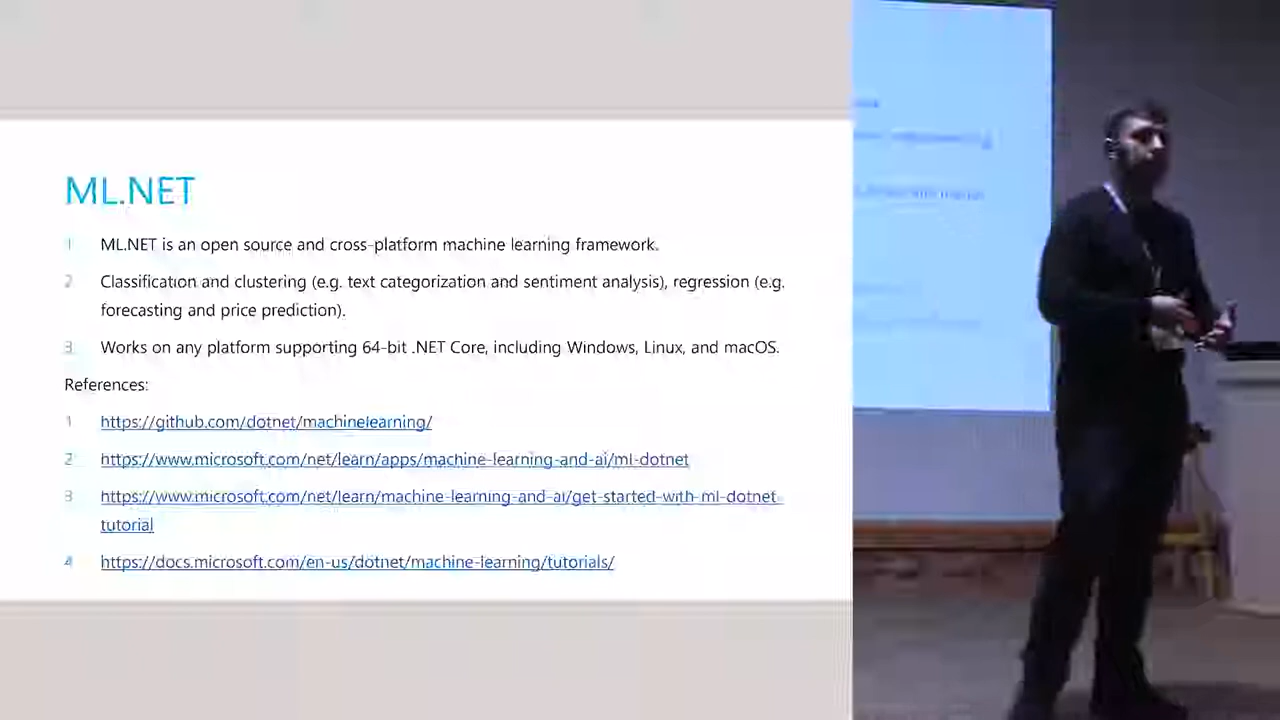 ML.NET
1 ML.NET is an open source and cross-platform machine learning framework.
2 Classification and clustering (e.g. text categorization and sentiment analysis), regression (e.g.
forecasting and price prediction).
3 Works on any platform supporting 64-bit .NET Core, including Windows, Linux, and macOS.
References:
1 https://github.com/dotnet/machinelearning/
2 https://www.microsoft.com/net/learn/apps/machine-learning-and-ai/ml-dotnet
3 https://www.microsoft.com/net/learn/machine-learning-and-ai/get-started-with-ml-dotnet-
tutorial
4 https://docs.microsoft.com/en-us/dotnet/machine-learning/tutorials/